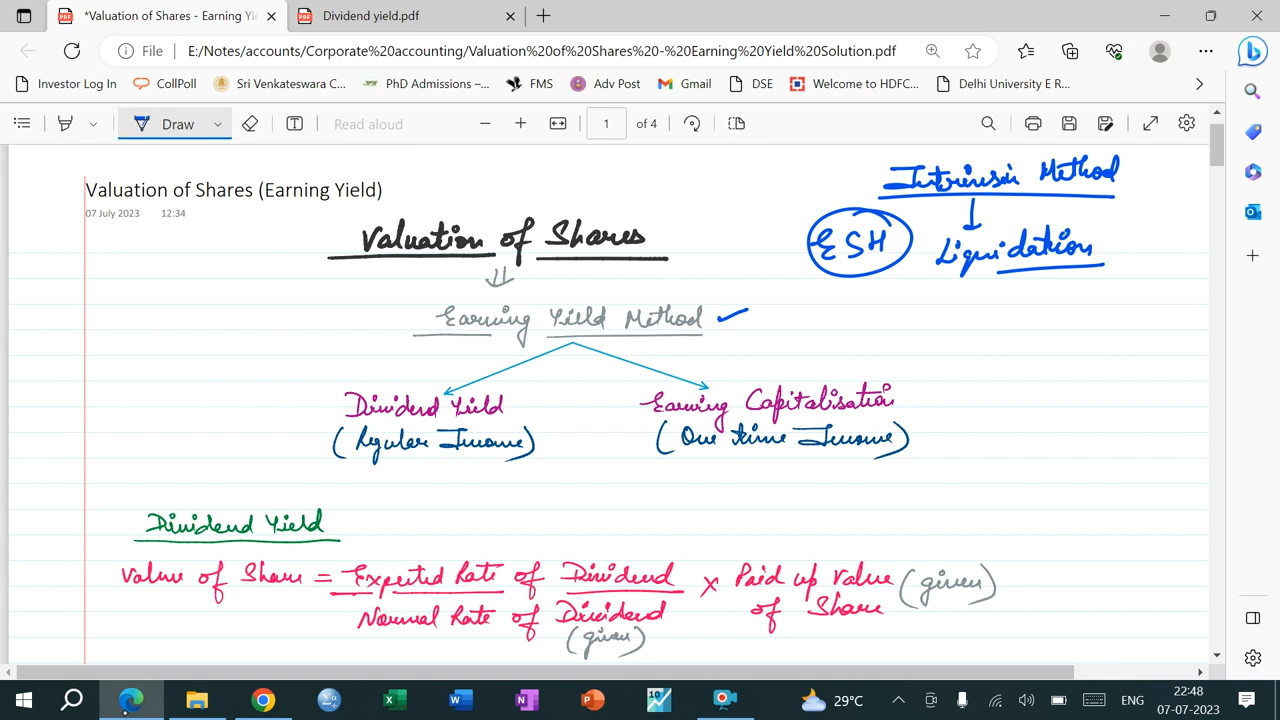 *Valuation of Shares - Earning Yi
Dividend yield.pdf
File E:/Notes/accounts/Corporate%20accounting/Valuation%20of%20Shares%20-%20Earning%20Yield%20Solution.pdf
Investor Log In CollPoll Sri Venkateswara C... PhD Admissions –... FMS Adv Post Gmail DSE Welcome to HDFC... Delhi University E R...
Draw Read aloud 1 of 4
Intrinsic Method
Valuation of Shares (Earning Yield)
07 July 2023 12:34
Valuation of Shares
ESH Liquidation
Earning Yield Method
Dividend Yield Earning Capitalisation
(Regular Income) (One time Income)
Dividend Yield
Value of Share = Expected Rate of Dividend × Paid up Value (given)
Normal Rate of Dividend of Share
(given)
29°C ENG 22:48
07-07-2023